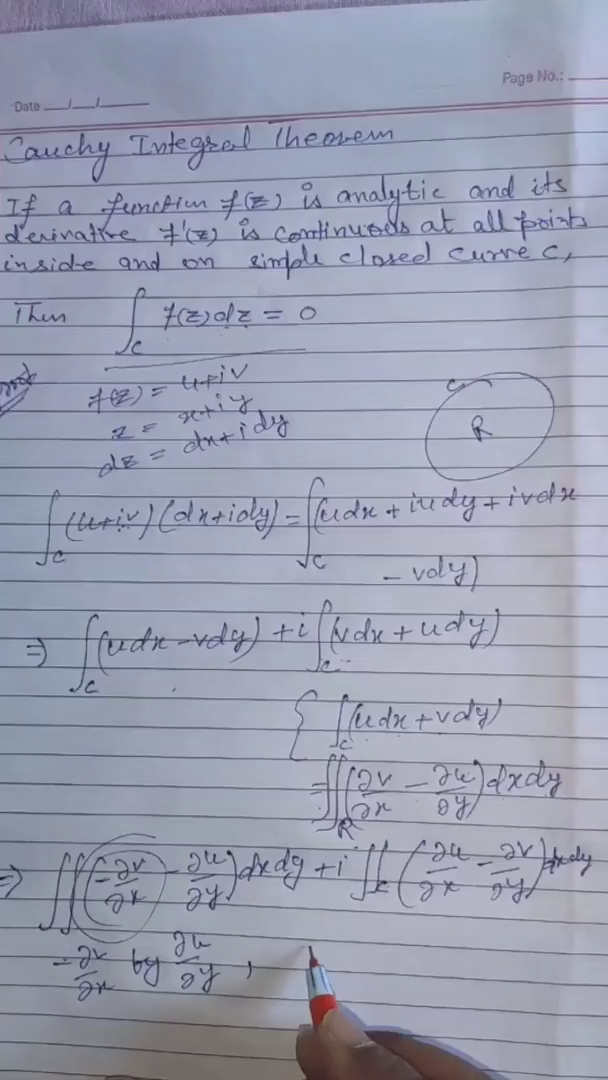 Page No.:
Date
Cauchy Integral Theorem
If a function f(z) is analytic and its
derivative f'(z) is continuous at all points
inside and on simple closed curve c,
Then ∫_C f(z)dz = 0
f(z) = u+iv
z = x+iy
dz = dx+idy
R
∫_C (u+iv)(dx+idy) = ∫_C (udx + iudy + ivdx
- vdy)
⇒ ∫_C (udx - vdy) + i ∫_C (vdx + udy)
{ ∫_C (udx + vdy)
= ∬_R (∂v/∂x - ∂u/∂y) dxdy
⇒ ∬ (-∂v/∂x - ∂u/∂y) dxdy + i ∬_R (∂u/∂x - ∂v/∂y) dxdy
-∂v/∂x by ∂u/∂y ,